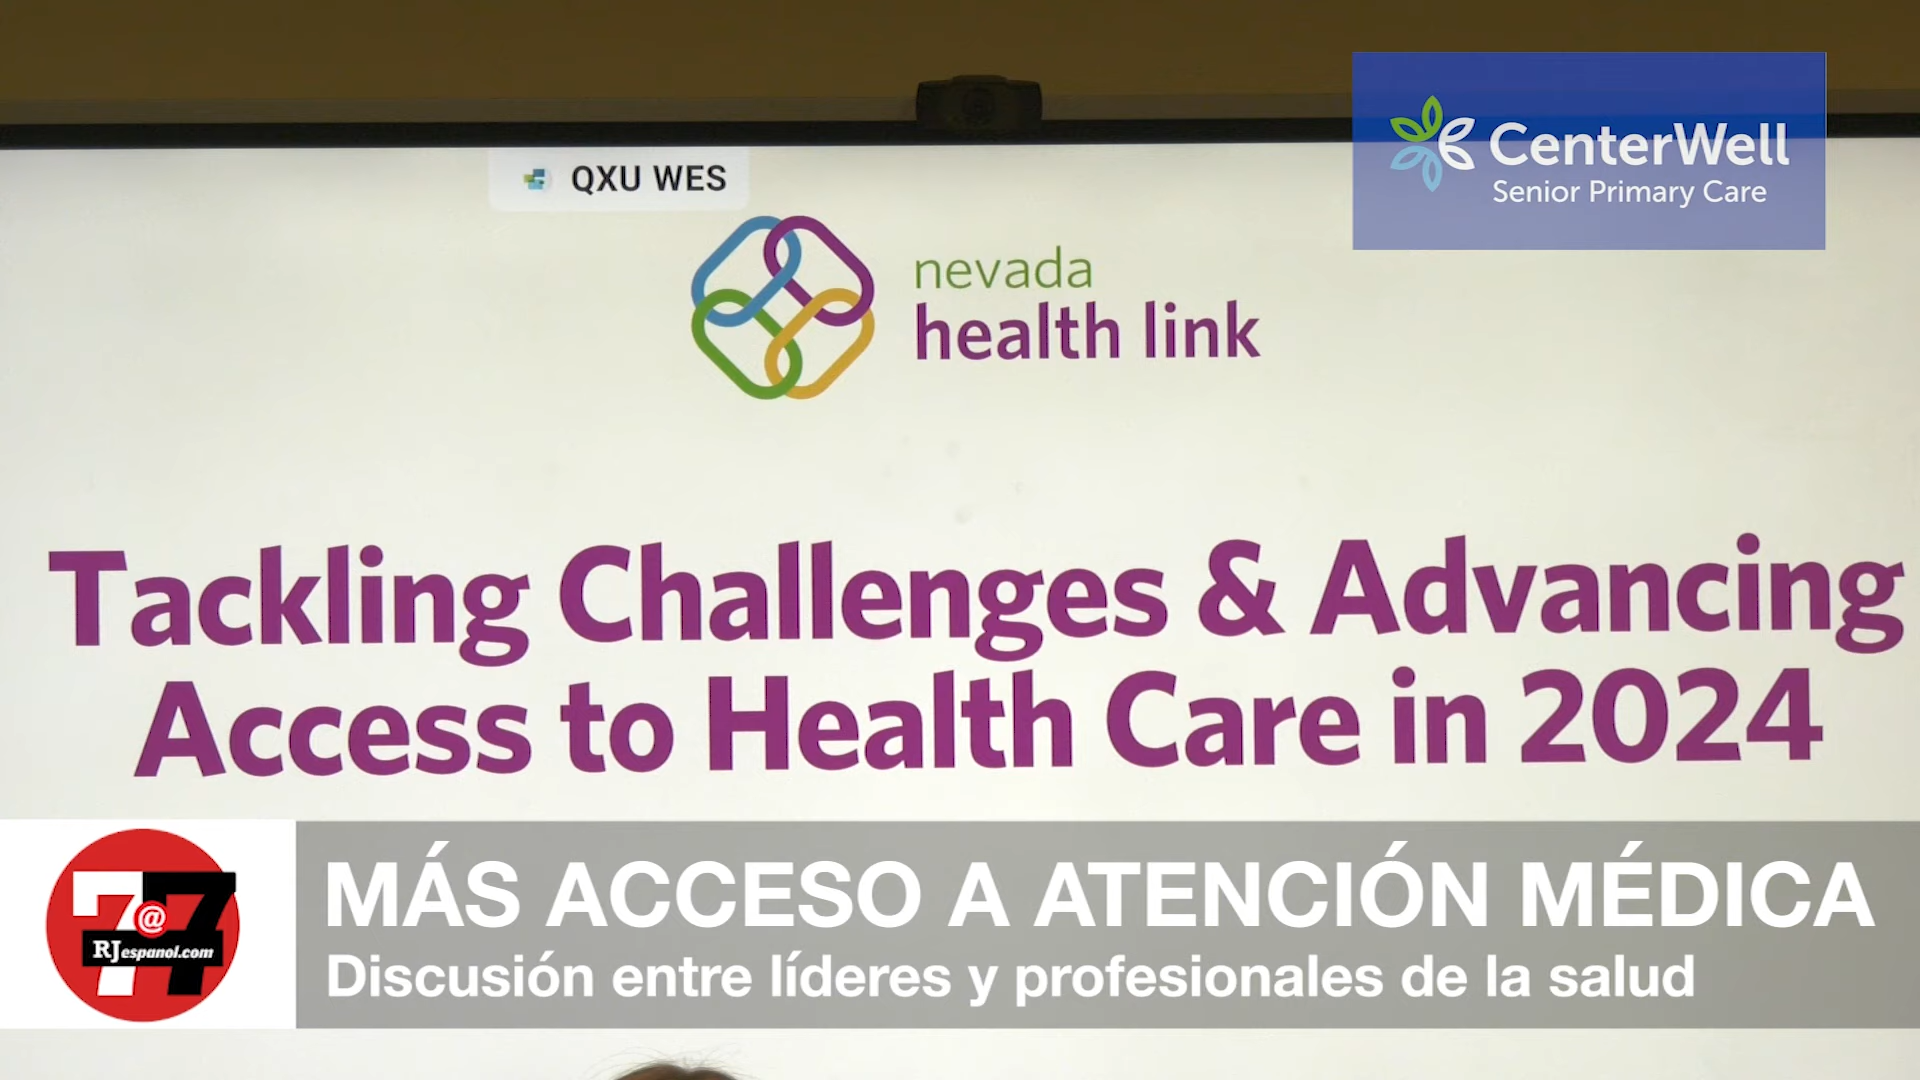 CenterWell
Senior Primary Care
QXU WES
nevada
health link
Tackling Challenges & Advancing
Access to Health Care in 2024
7@7
RJespanol.com
MÁS ACCESO A ATENCIÓN MÉDICA
Discusión entre líderes y profesionales de la salud